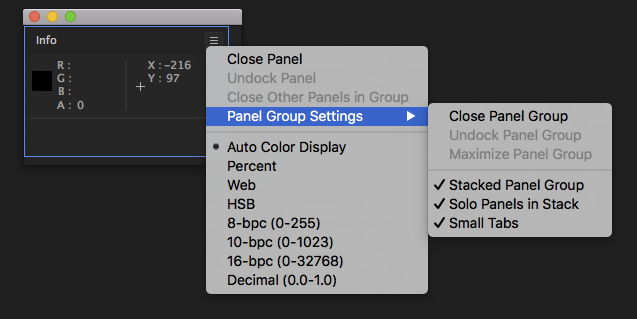 Info
R :
G :
B :
A : 0
X : -216
Y : 97
Close Panel
Undock Panel
Close Other Panels in Group
Panel Group Settings
Auto Color Display
Percent
Web
HSB
8-bpc (0-255)
10-bpc (0-1023)
16-bpc (0-32768)
Decimal (0.0-1.0)
Close Panel Group
Undock Panel Group
Maximize Panel Group
Stacked Panel Group
Solo Panels in Stack
Small Tabs